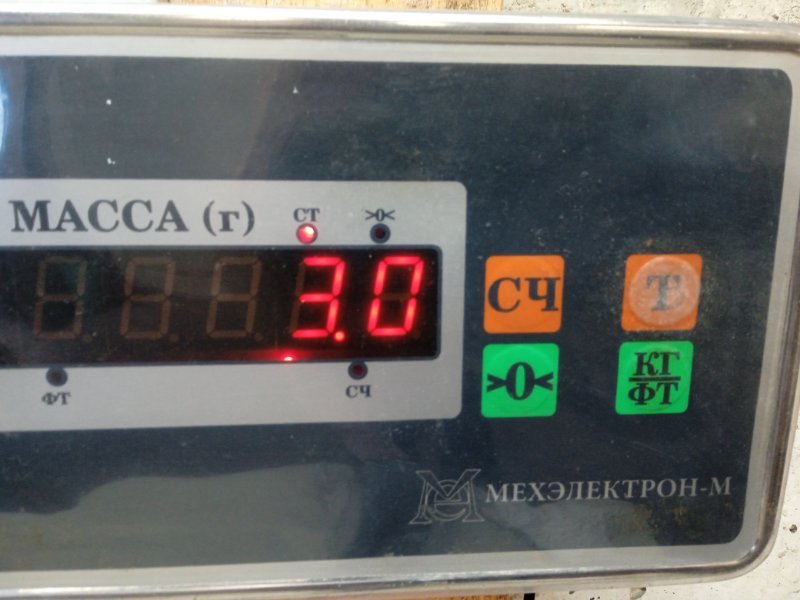 МАССА (г)
СТ >0<
3.0
ФТ СЧ
СЧ Т
>0< КГ
ФТ
МЕХЭЛЕКТРОН-М